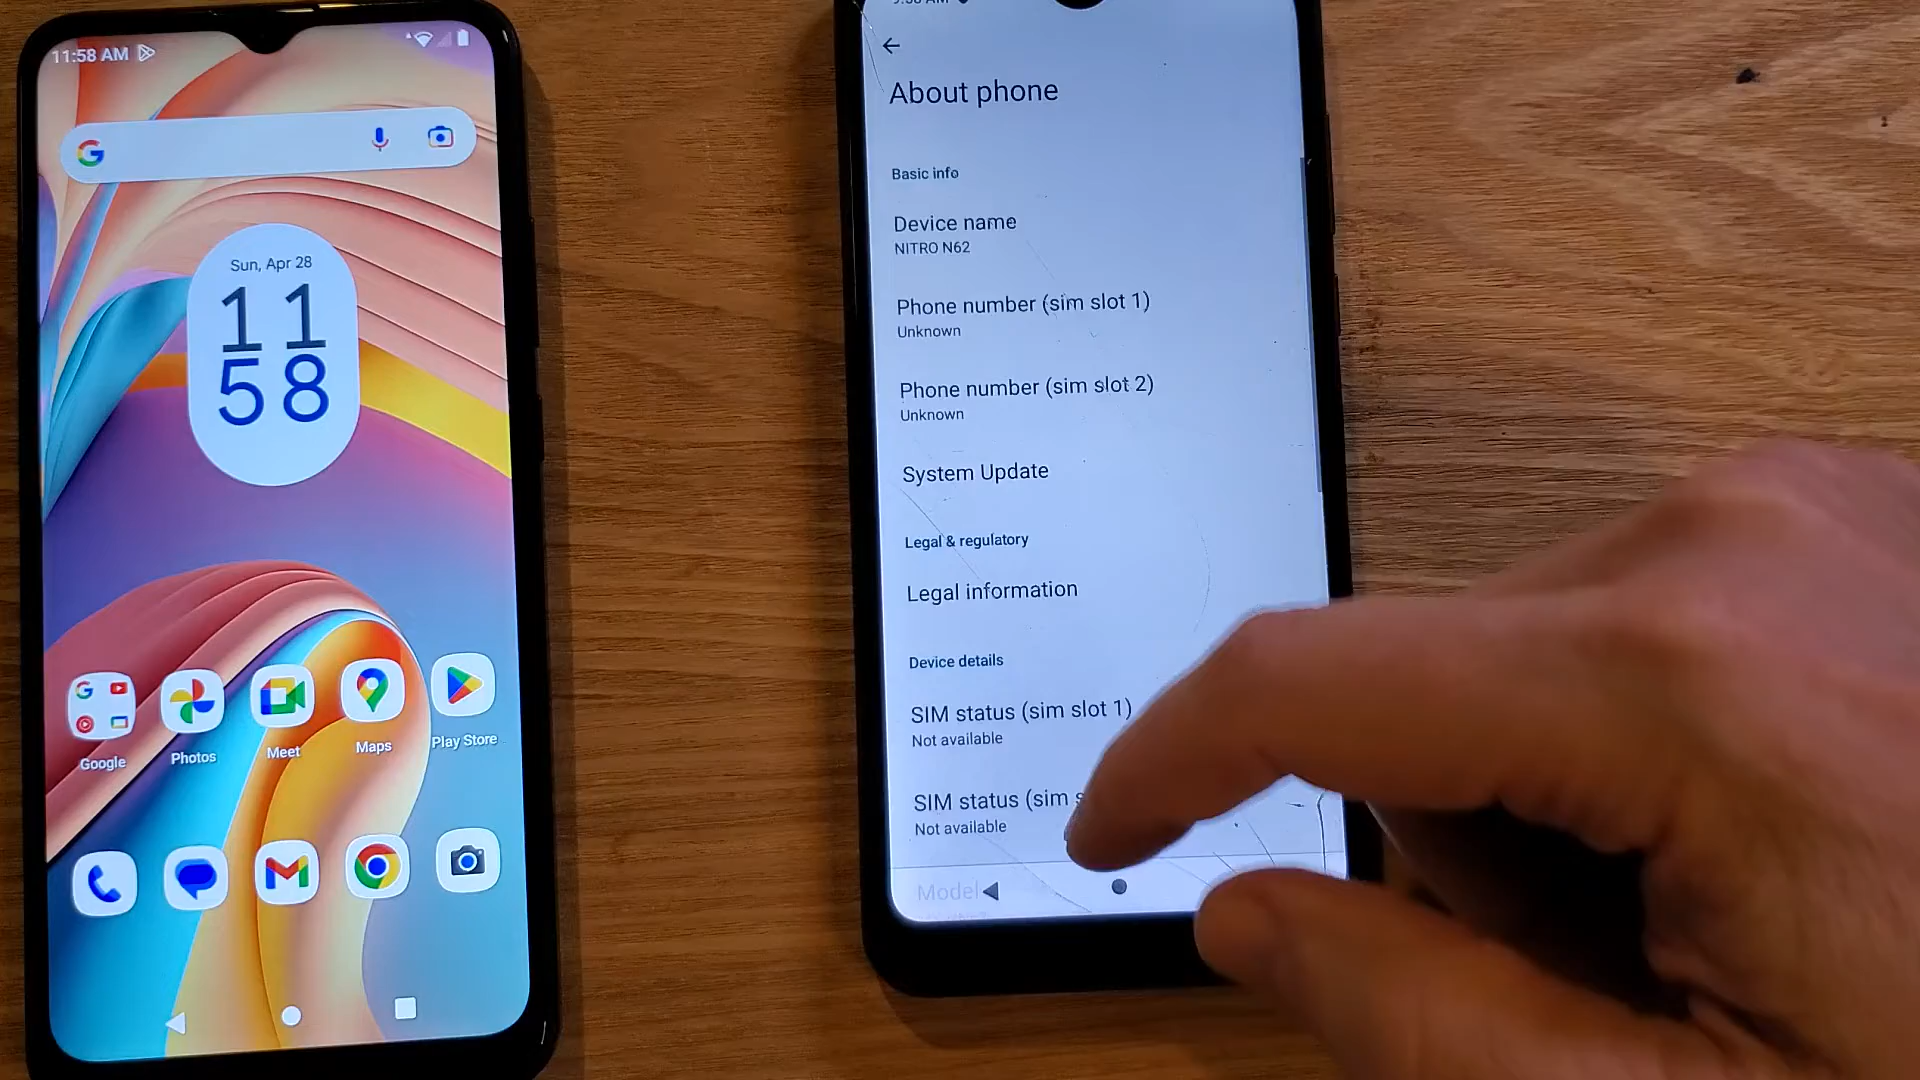 11:58 AM
Sun, Apr 28
11
58
Google
Photos
Meet
Maps
Play Store
About phone
Basic info
Device name
NITRO N62
Phone number (sim slot 1)
Unknown
Phone number (sim slot 2)
Unknown
System Update
Legal & regulatory
Legal information
Device details
SIM status (sim slot 1)
Not available
SIM status (sim
Not available
Model